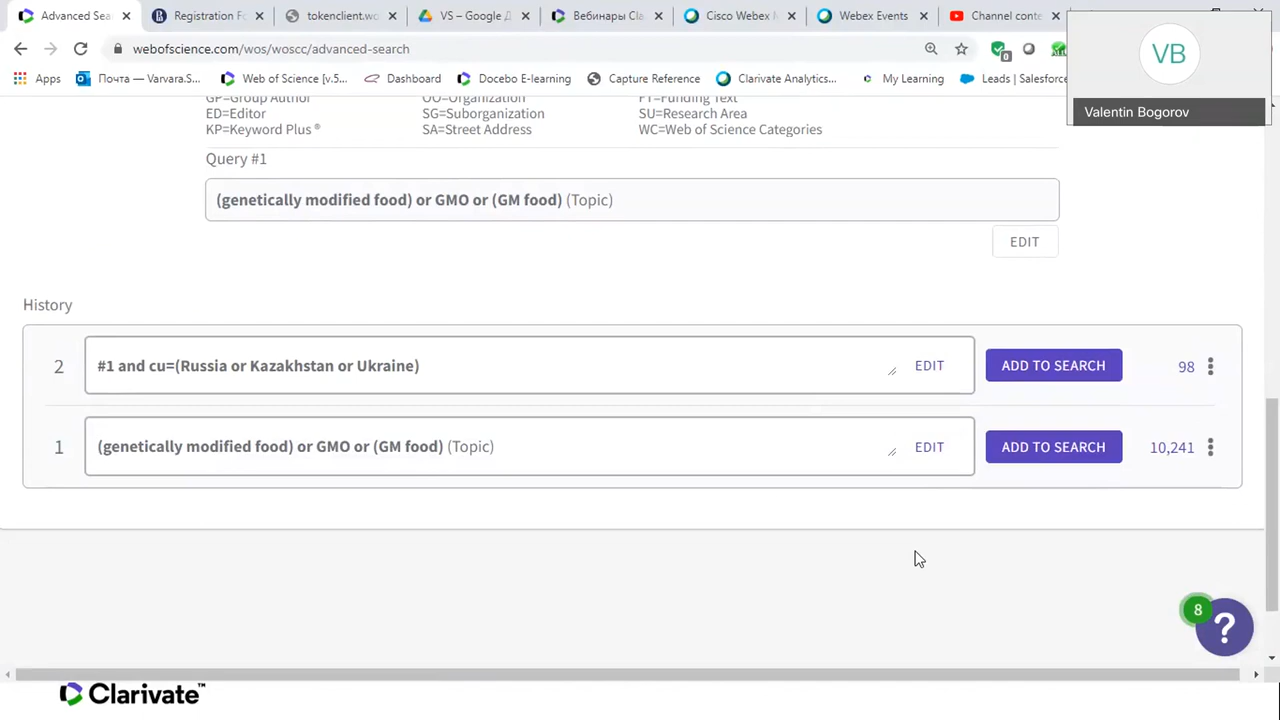 Advanced Sea
Registration Fo
tokenclient.wo
VS – Google Д
Вебинары Cla
Cisco Webex M
Webex Events
Channel conte
webofscience.com/wos/woscc/advanced-search
0
Apps
Почта — Varvara.S...
Web of Science [v.5...
Dashboard
Docebo E-learning
Capture Reference
Clarivate Analytics...
My Learning
Leads | Salesforce
VB
Valentin Bogorov
GP=Group Author
OO=Organization
FT=Funding Text
ED=Editor
SG=Suborganization
SU=Research Area
KP=Keyword Plus ®
SA=Street Address
WC=Web of Science Categories
Query #1
(genetically modified food) or GMO or (GM food) (Topic)
EDIT
History
2
#1 and cu=(Russia or Kazakhstan or Ukraine)
EDIT
ADD TO SEARCH
98
1
(genetically modified food) or GMO or (GM food) (Topic)
EDIT
ADD TO SEARCH
10,241
8
?
Clarivate™